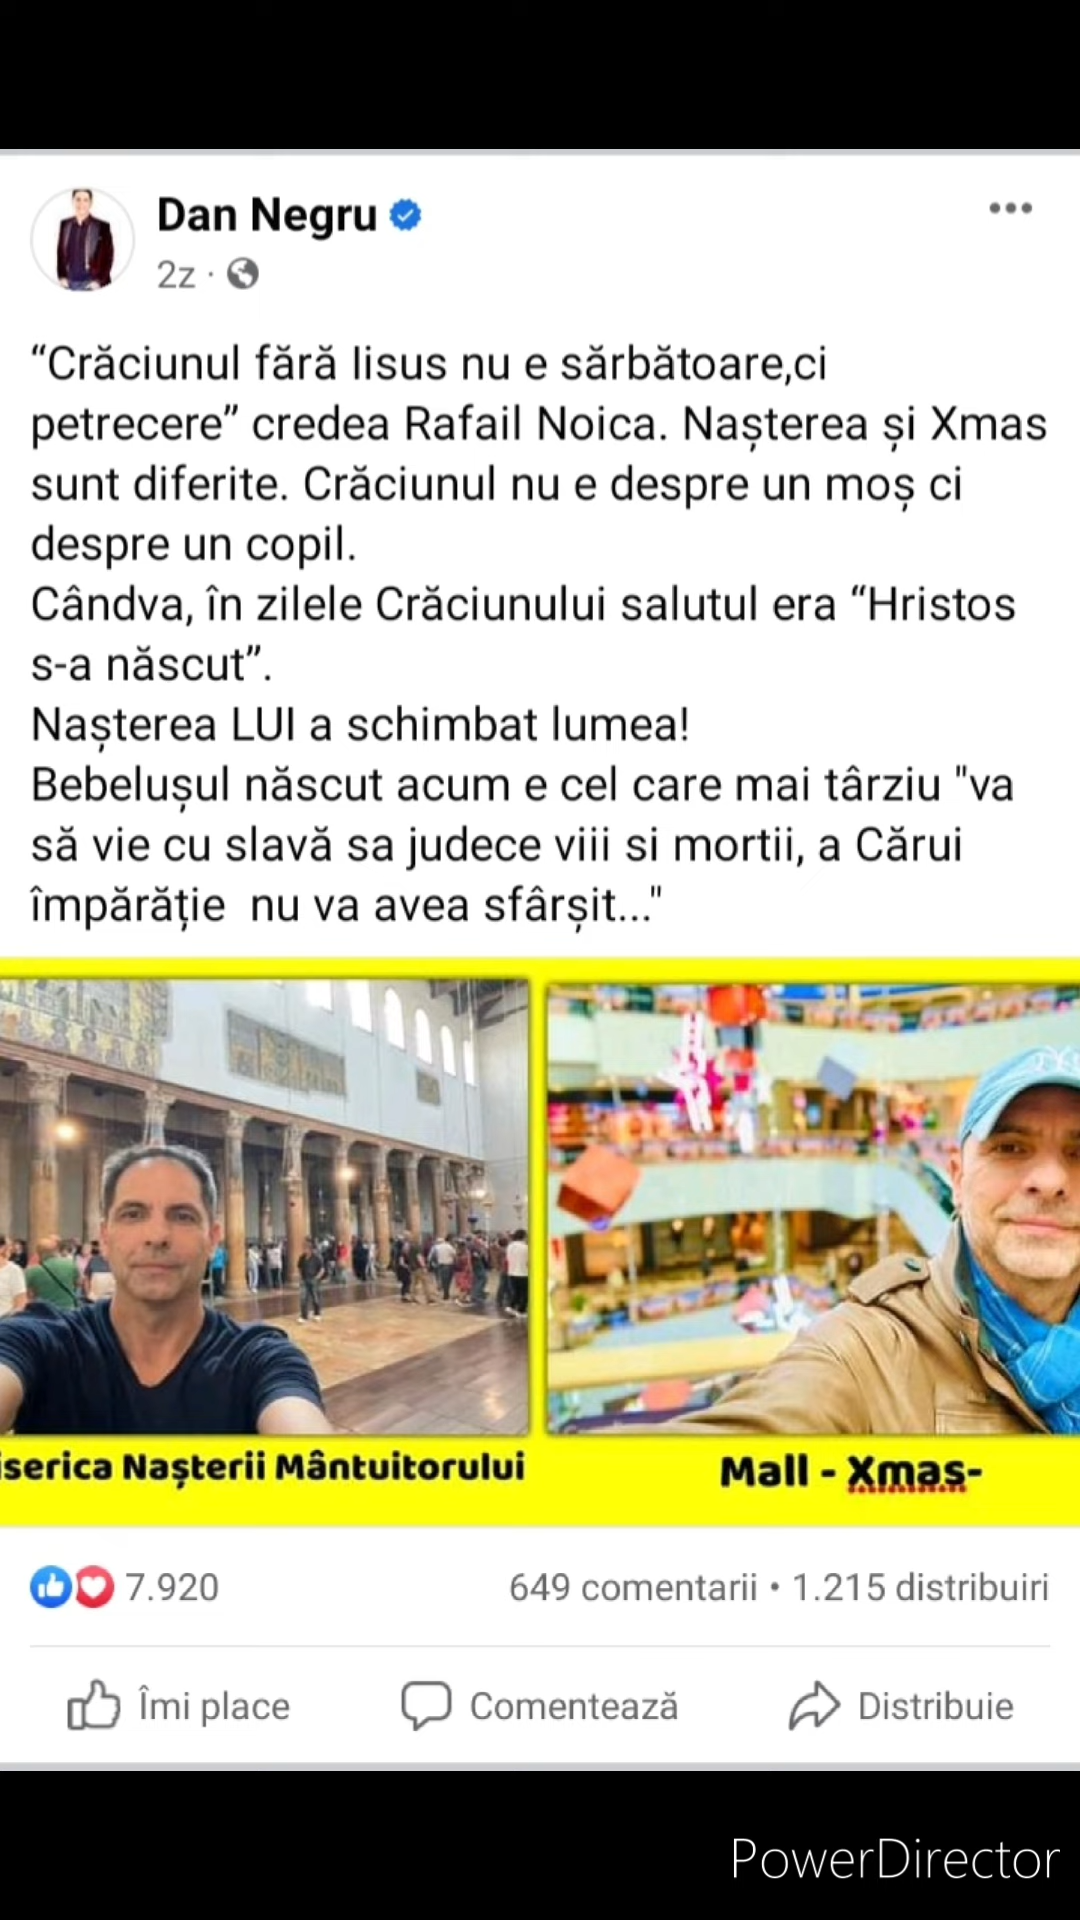 Dan Negru
2z ·
“Crăciunul fără Iisus nu e sărbătoare,ci
petrecere” credea Rafail Noica. Nașterea și Xmas
sunt diferite. Crăciunul nu e despre un moș ci
despre un copil.
Cândva, în zilele Crăciunului salutul era “Hristos
s-a născut”.
Nașterea LUI a schimbat lumea!
Bebelușul născut acum e cel care mai târziu "va
să vie cu slavă sa judece viii si mortii, a Cărui
împărăție  nu va avea sfârșit..."
iserica Nașterii Mântuitorului
Mall - Xmas-
7.920
649 comentarii • 1.215 distribuiri
Îmi place
Comentează
Distribuie
PowerDirector